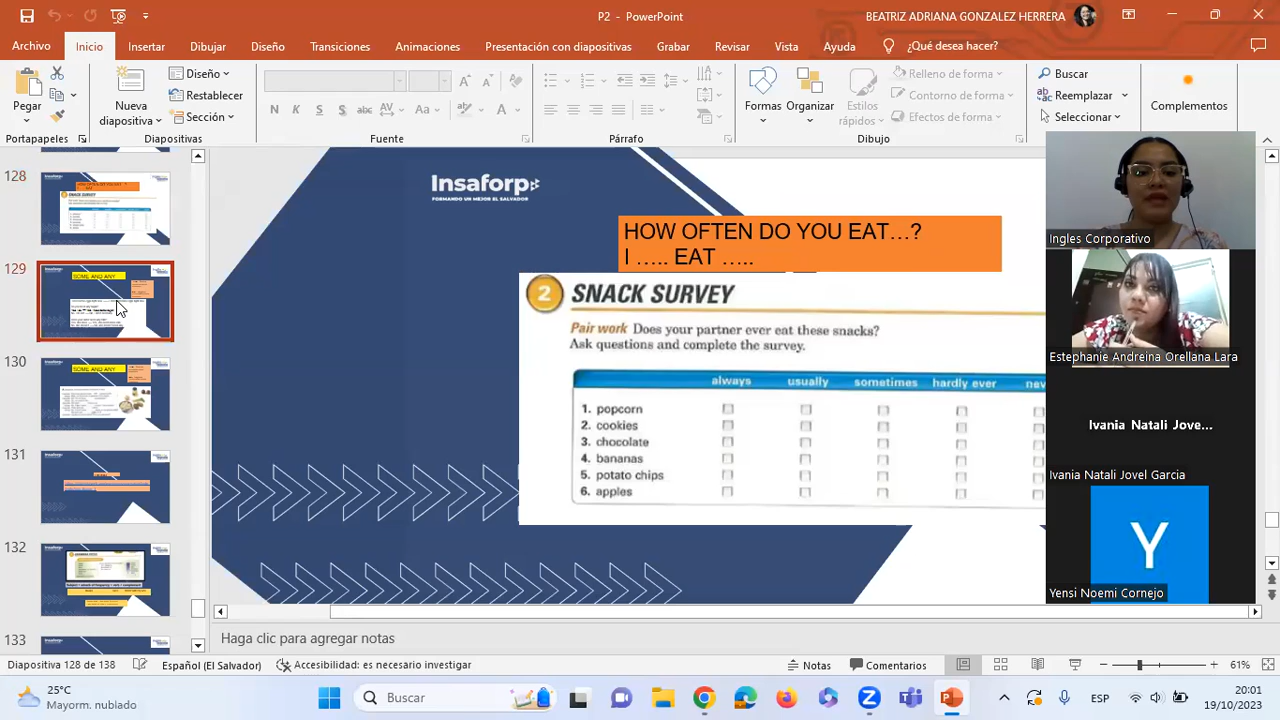 P2 - PowerPoint
BEATRIZ ADRIANA GONZALEZ HERRERA
Archivo Inicio Insertar Dibujar Diseño Transiciones Animaciones Presentación con diapositivas Grabar Revisar Vista Ayuda ¿Qué desea hacer?
Pegar
Nueva diapositiva
Diseño
Restablecer
Sección
N K S S abc AV Aa A
Formas
Organizar
Estilos rápidos
Relleno de forma
Contorno de forma
Efectos de forma
Buscar
Reemplazar
Seleccionar
Complementos
Portapapeles Diapositivas Fuente Párrafo Dibujo
128
29
SOME AND ANY
130
SOME AND ANY
131
132
133
Insaforp
FORMANDO UN MEJOR EL SALVADOR
HOW OFTEN DO YOU EAT...?
I ..... EAT .....
2 SNACK SURVEY
Pair work Does your partner ever eat these snacks?
Ask questions and complete the survey.
always usually sometimes hardly ever nev
1. popcorn
2. cookies
3. chocolate
4. bananas
5. potato chips
6. apples
Ingles Corporativo
Estephanie Andreina Orellana Lara
Ivania Natali Jove...
Ivania Natali Jovel Garcia
Y
Yensi Noemi Cornejo
Haga clic para agregar notas
Diapositiva 128 de 138 Español (El Salvador) Accesibilidad: es necesario investigar Notas Comentarios 61%
25°C
Mayorm. nublado
Buscar
ESP
20:01
19/10/2023